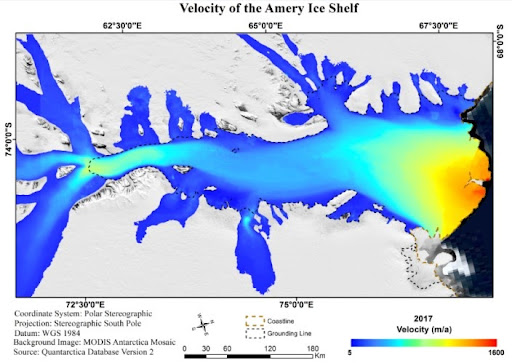 Velocity of the Amery Ice Shelf
62°30'0"S 65°0'0"S 67°30'0"S
68°0'0"S
74°0'0"S
72°30'0"S 75°0'0"S
Coordinate System: Polar Stereographic
Projection: Stereographic South Pole
Datum: WGS 1984
Background Image: MODIS Antarctica Mosaic
Source: Quantarctica Database Version 2
N
Coastline
Grounding Line
0 30 60 120 180
Km
2017
Velocity (m/a)
5 1600